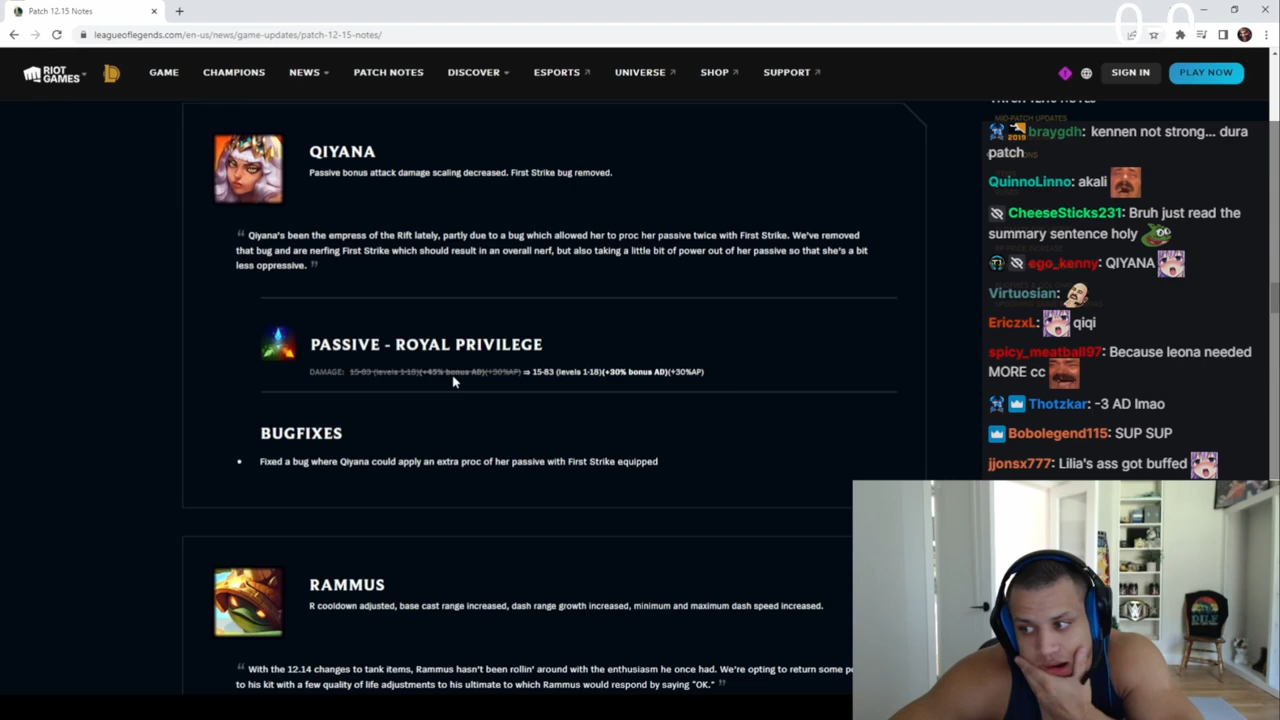 Patch 12.15 Notes
leagueoflegends.com/en-us/news/game-updates/patch-12-15-notes/
0 0
RIOT GAMES
GAME CHAMPIONS NEWS PATCH NOTES DISCOVER ESPORTS UNIVERSE SHOP SUPPORT
SIGN IN PLAY NOW
QIYANA
Passive bonus attack damage scaling decreased. First Strike bug removed.
" Qiyana's been the empress of the Rift lately, partly due to a bug which allowed her to proc her passive twice with First Strike. We've removed
that bug and are nerfing First Strike which should result in an overall nerf, but also taking a little bit of power out of her passive so that she's a bit
less oppressive. "
PASSIVE - ROYAL PRIVILEGE
DAMAGE: 15-83 (levels 1-18)(+45% bonus AD)(+30%AP) ⇒ 15-83 (levels 1-18)(+30% bonus AD)(+30%AP)
BUGFIXES
• Fixed a bug where Qiyana could apply an extra proc of her passive with First Strike equipped
RAMMUS
R cooldown adjusted, base cast range increased, dash range growth increased, minimum and maximum dash speed increased.
" With the 12.14 changes to tank items, Rammus hasn't been rollin' around with the enthusiasm he once had. We're opting to return some
to his kit with a few quality of life adjustments to his ultimate to which Rammus would respond by saying "OK." "
MID-PATCH UPDATES
2019 braygdh: kennen not strong... dura
patch
QuinnoLinno: akali
CheeseSticks231: Bruh just read the
summary sentence holy
ego_kenny: QIYANA
Virtuosian:
EriczxL: qiqi
spicy_meatball97: Because leona needed
MORE cc
Thotzkar: -3 AD lmao
Bobolegend115: SUP SUP
jjonsx777: Lilia's ass got buffed